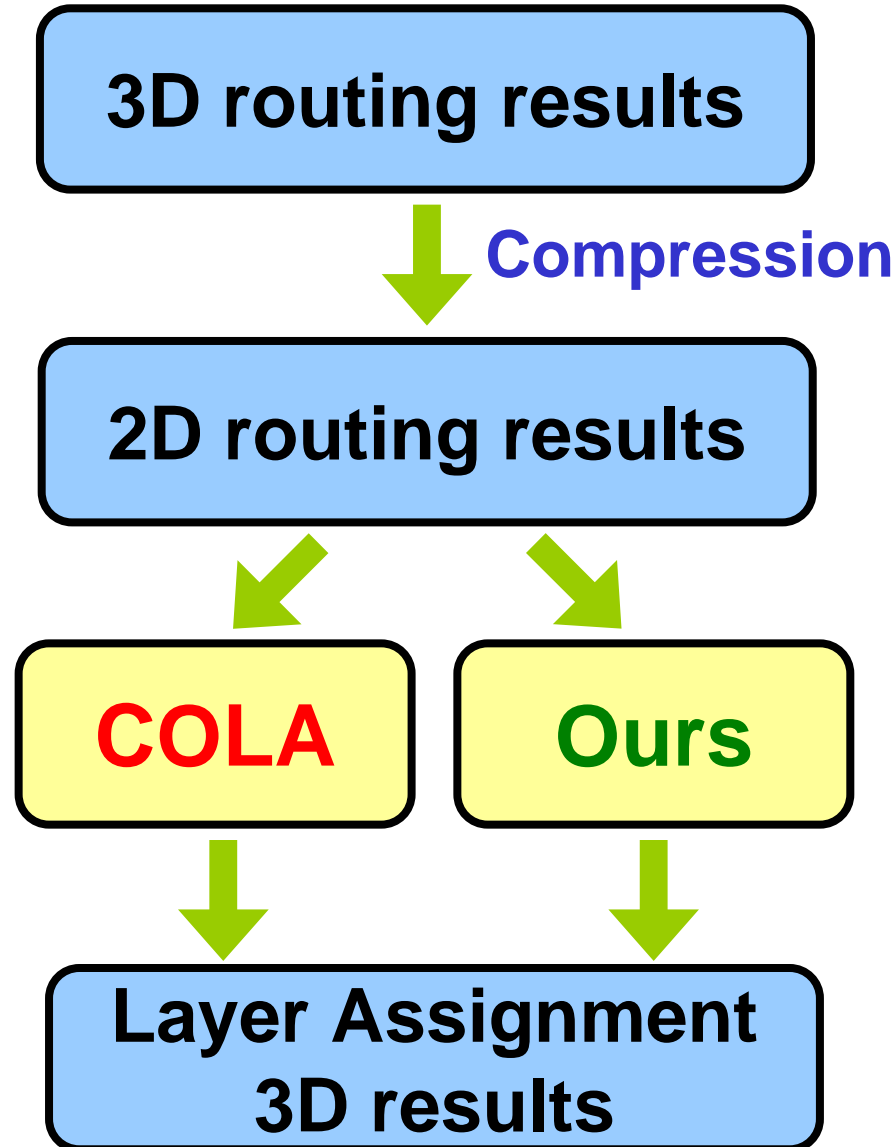 3D routing results
Compression
2D routing results
COLA
Ours
Layer Assignment
3D results